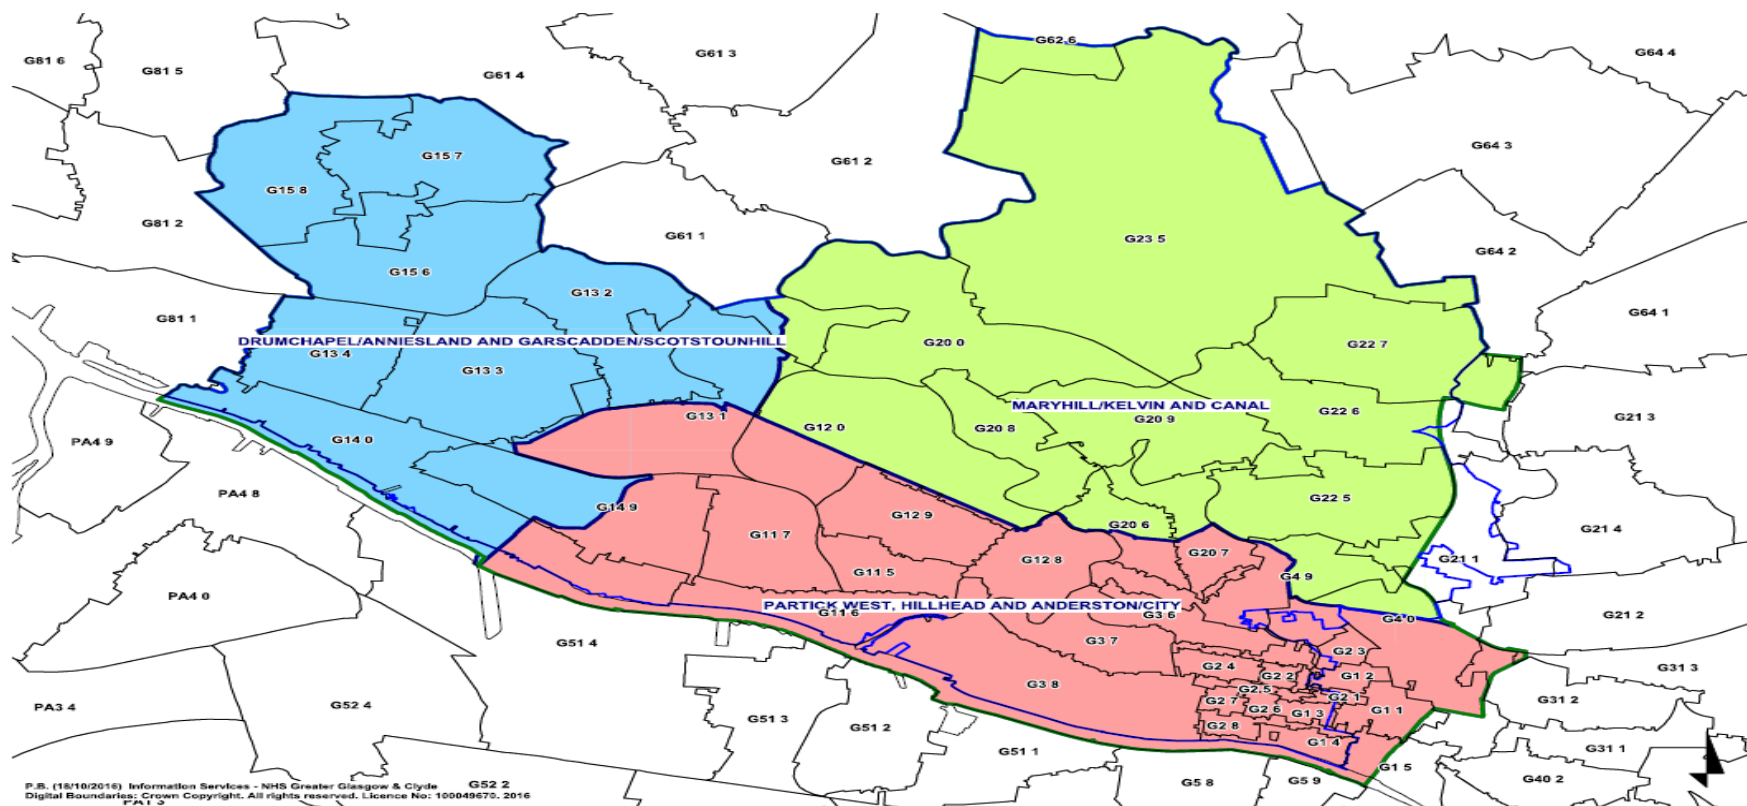 G62 6
G61 3
G64 4
G81 6
G81 5
G61 4
G64 3
G15 7
G61 2
G15 8
G81 2
G61 1
G23 5
G64 2
G15 6
G13 2
G81 1
G64 1
DRUMCHAPEL/ANNIESLAND AND GARSCADDEN/SCOTSTOUNHILL
G20 0
G22 7
G13 4
G13 3
MARYHILL/KELVIN AND CANAL
G13 1
G22 6
G21 3
G20 9
G12 0
G20 8
PA4 9
G14 0
PA4 8
G22 5
G14 9
G12 9
G20 6
G21 4
G11 7
G12 8
G20 7
G21 1
G11 5
G4 9
PA4 0
PARTICK WEST, HILLHEAD AND ANDERSTON/CITY
G11 6
G3 6
G4 0
G21 2
G51 4
G3 7
G2 3
G2 4
G31 3
G2 2
G1 2
G3 8
G2 5
G2 1
G31 2
PA3 4
G52 4
G2 7
G2 6
G1 3
G1 1
G51 3
G51 2
G2 8
G1 4
G51 1
G31 1
G1 5
G5 8
G5 9
G40 2
P.B. (18/10/2016) Information Services - NHS Greater Glasgow & Clyde
G52 2
Digital Boundaries: Crown Copyright. All rights reserved. Licence No: 100049670. 2016